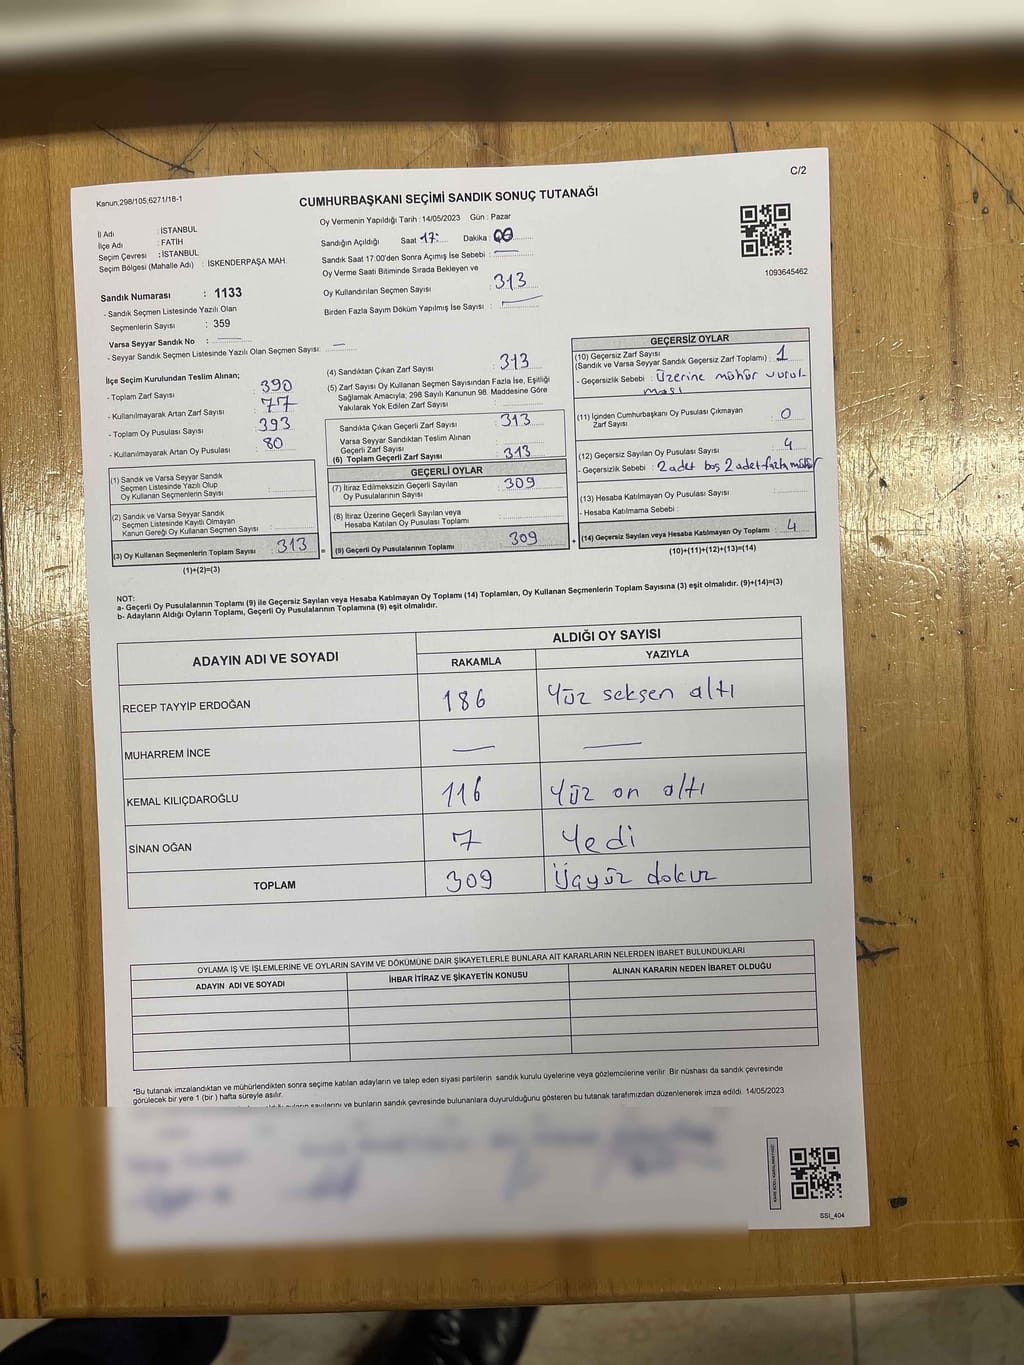 C/2
Kanun;298/105;6271/18-1
CUMHURBAŞKANI SEÇİMİ SANDIK SONUÇ TUTANAĞI
İl Adı : İSTANBUL
İlçe Adı : FATİH
Seçim Çevresi : İSTANBUL
Seçim Bölgesi (Mahalle Adı) : İSKENDERPAŞA MAH.
Sandık Numarası : 1133
- Sandık Seçmen Listesinde Yazılı Olan
Seçmenlerin Sayısı : 359
Varsa Seyyar Sandık No :
- Seyyar Sandık Seçmen Listesinde Yazılı Olan Seçmen Sayısı: —
Oy Vermenin Yapıldığı Tarih : 14/05/2023 Gün : Pazar
Sandığın Açıldığı Saat 17: Dakika : 00
Sandık Saat 17:00'den Sonra Açımış İse Sebebi : —
Oy Verme Saati Bitiminde Sırada Bekleyen ve
Oy Kullandırılan Seçmen Sayısı : 313
Birden Fazla Sayım Döküm Yapılmış İse Sayısı : —
1093645462
İlçe Seçim Kurulundan Teslim Alınan;
- Toplam Zarf Sayısı 390
- Kullanılmayarak Artan Zarf Sayısı : 77
- Toplam Oy Pusulası Sayısı 393
- Kullanılmayarak Artan Oy Pusulası : 80
(1) Sandık ve Varsa Seyyar Sandık
Seçmen Listesinde Yazılı Olup
Oy Kullanan Seçmenlerin Sayısı :
(2) Sandık ve Varsa Seyyar Sandık
Seçmen Listesinde Kayıtlı Olmayan
Kanun Gereği Oy Kullanan Seçmen Sayısı :
(3) Oy Kullanan Seçmenlerin Toplam Sayısı : 313 =
(1)+(2)=(3)
(4) Sandıktan Çıkan Zarf Sayısı : 313
(5) Zarf Sayısı Oy Kullanan Seçmen Sayısından Fazla İse, Eşitliği
Sağlamak Amacıyla; 298 Sayılı Kanunun 98. Maddesine Göre
Yakılarak Yok Edilen Zarf Sayısı :
Sandıkta Çıkan Geçerli Zarf Sayısı : 313
Varsa Seyyar Sandıktan Teslim Alınan
Geçerli Zarf Sayısı :
(6) Toplam Geçerli Zarf Sayısı : 313
GEÇERLİ OYLAR
(7) İtiraz Edilmeksizin Geçerli Sayılan
Oy Pusulalarının Sayısı : 309
(8) İtiraz Üzerine Geçerli Sayılan veya
Hesaba Katılan Oy Pusulası Toplamı :
(9) Geçerli Oy Pusulalarının Toplamı 309 +
GEÇERSİZ OYLAR
(10) Geçersiz Zarf Sayısı
(Sandık ve Varsa Seyyar Sandık Geçersiz Zarf Toplamı) : 1
- Geçersizlik Sebebi : Üzerine mühür vurul-
ması
(11) İçinden Cumhurbaşkanı Oy Pusulası Çıkmayan
Zarf Sayısı : 0
(12) Geçersiz Sayılan Oy Pusulası Sayısı : 4
- Geçersizlik Sebebi : 2 adet boş 2 adet fazla mühür
(13) Hesaba Katılmayan Oy Pusulası Sayısı :
- Hesaba Katılmama Sebebi :
(14) Geçersiz Sayılan veya Hesaba Katılmayan Oy Toplamı : 4
(10)+(11)+(12)+(13)=(14)
NOT:
a- Geçerli Oy Pusulalarının Toplamı (9) ile Geçersiz Sayılan veya Hesaba Katılmayan Oy Toplamı (14) Toplamları, Oy Kullanan Seçmenlerin Toplam Sayısına (3) eşit olmalıdır. (9)+(14)=(3)
b- Adayların Aldığı Oyların Toplamı, Geçerli Oy Pusulalarının Toplamına (9) eşit olmalıdır.
ADAYIN ADI VE SOYADI
ALDIĞI OY SAYISI
RAKAMLA YAZIYLA
RECEP TAYYİP ERDOĞAN 186 Yüz seksen altı
MUHARREM İNCE — —
KEMAL KILIÇDAROĞLU 116 Yüz on altı
SİNAN OĞAN 7 Yedi
TOPLAM 309 Üçyüz dokuz
OYLAMA İŞ VE İŞLEMLERİNE VE OYLARIN SAYIM VE DÖKÜMÜNE DAİR ŞİKAYETLERLE BUNLARA AİT KARARLARIN NELERDEN İBARET BULUNDUKLARI
ADAYIN ADI VE SOYADI İHBAR İTİRAZ VE ŞİKAYETİN KONUSU ALINAN KARARIN NEDEN İBARET OLDUĞU
*Bu tutanak imzalandıktan ve mühürlendikten sonra seçime katılan adayların ve talep eden siyasi partilerin sandık kurulu üyelerine veya gözlemcilerine verilir. Bir nüshası da sandık çevresinde
görülecek bir yere 1 (bir) hafta süreyle asılır.
sayılarını ve bunların sandık çevresinde bulunanlara duyurulduğunu gösteren bu tutanak tarafımızdan düzenlenerek imza edildi. 14/05/2023
SSI_404